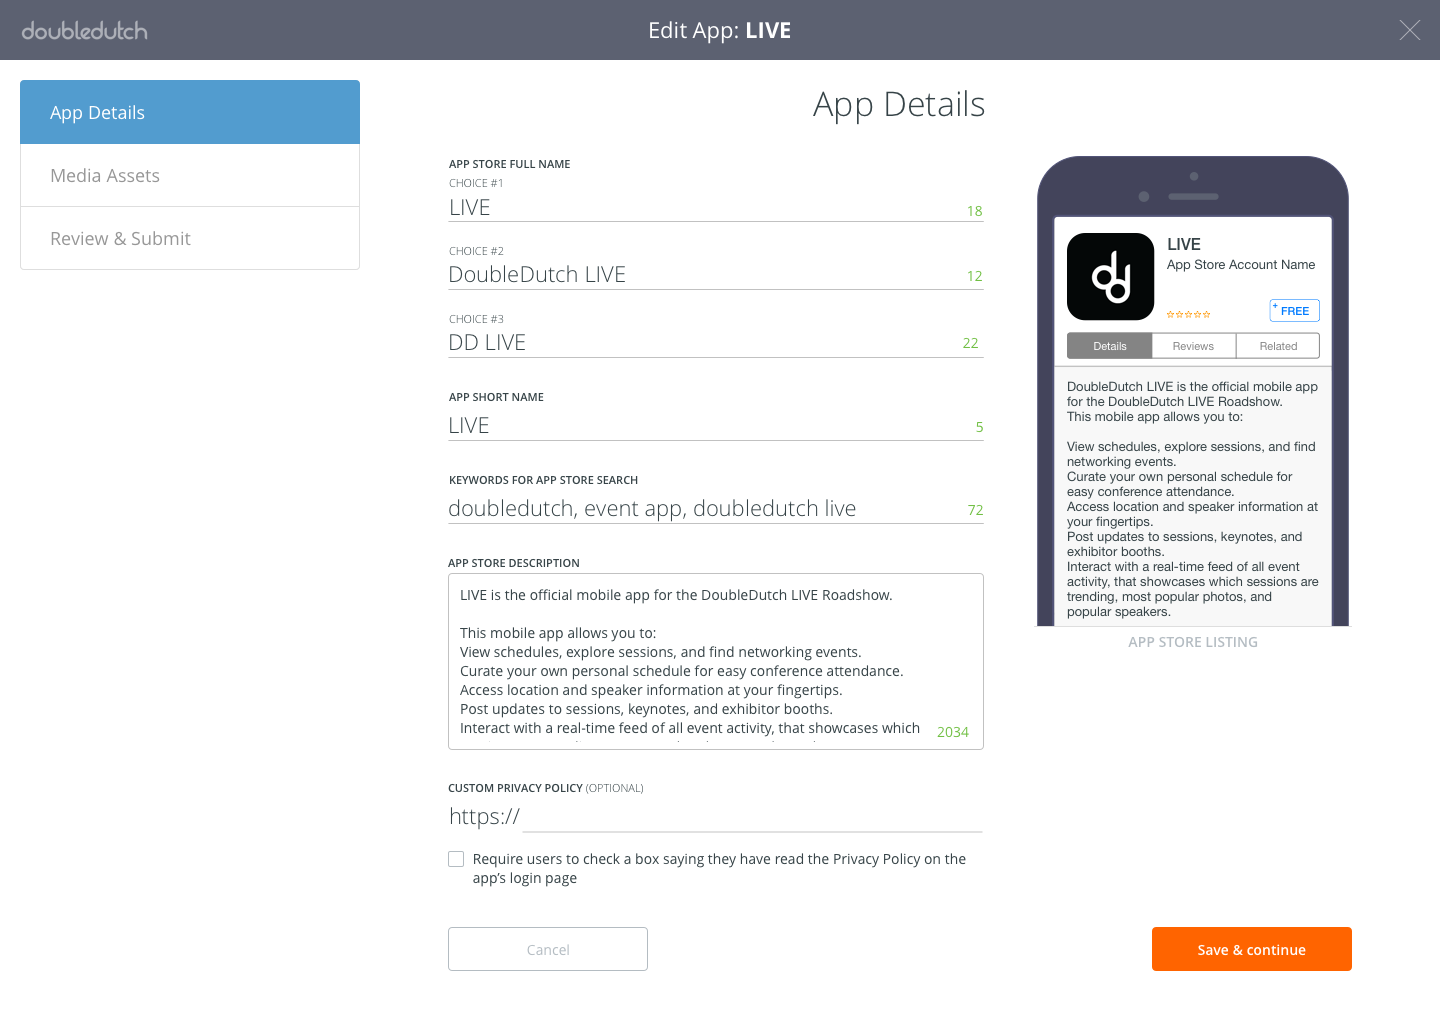 doubledutch
Edit App: LIVE
App Details
Media Assets
Review & Submit
App Details
APP STORE FULL NAME
CHOICE #1
LIVE
18
CHOICE #2
DoubleDutch LIVE
12
CHOICE #3
DD LIVE
22
APP SHORT NAME
LIVE
5
KEYWORDS FOR APP STORE SEARCH
doubledutch, event app, doubledutch live
72
APP STORE DESCRIPTION
LIVE is the official mobile app for the DoubleDutch LIVE Roadshow.
This mobile app allows you to:
View schedules, explore sessions, and find networking events.
Curate your own personal schedule for easy conference attendance.
Access location and speaker information at your fingertips.
Post updates to sessions, keynotes, and exhibitor booths.
Interact with a real-time feed of all event activity, that showcases which
2034
CUSTOM PRIVACY POLICY (OPTIONAL)
https://
Require users to check a box saying they have read the Privacy Policy on the
app's login page
Cancel
Save & continue
dd
LIVE
App Store Account Name
+ FREE
Details
Reviews
Related
DoubleDutch LIVE is the official mobile app
for the DoubleDutch LIVE Roadshow.
This mobile app allows you to:
View schedules, explore sessions, and find
networking events.
Curate your own personal schedule for
easy conference attendance.
Access location and speaker information at
your fingertips.
Post updates to sessions, keynotes, and
exhibitor booths.
Interact with a real-time feed of all event
activity, that showcases which sessions are
trending, most popular photos, and
popular speakers.
APP STORE LISTING